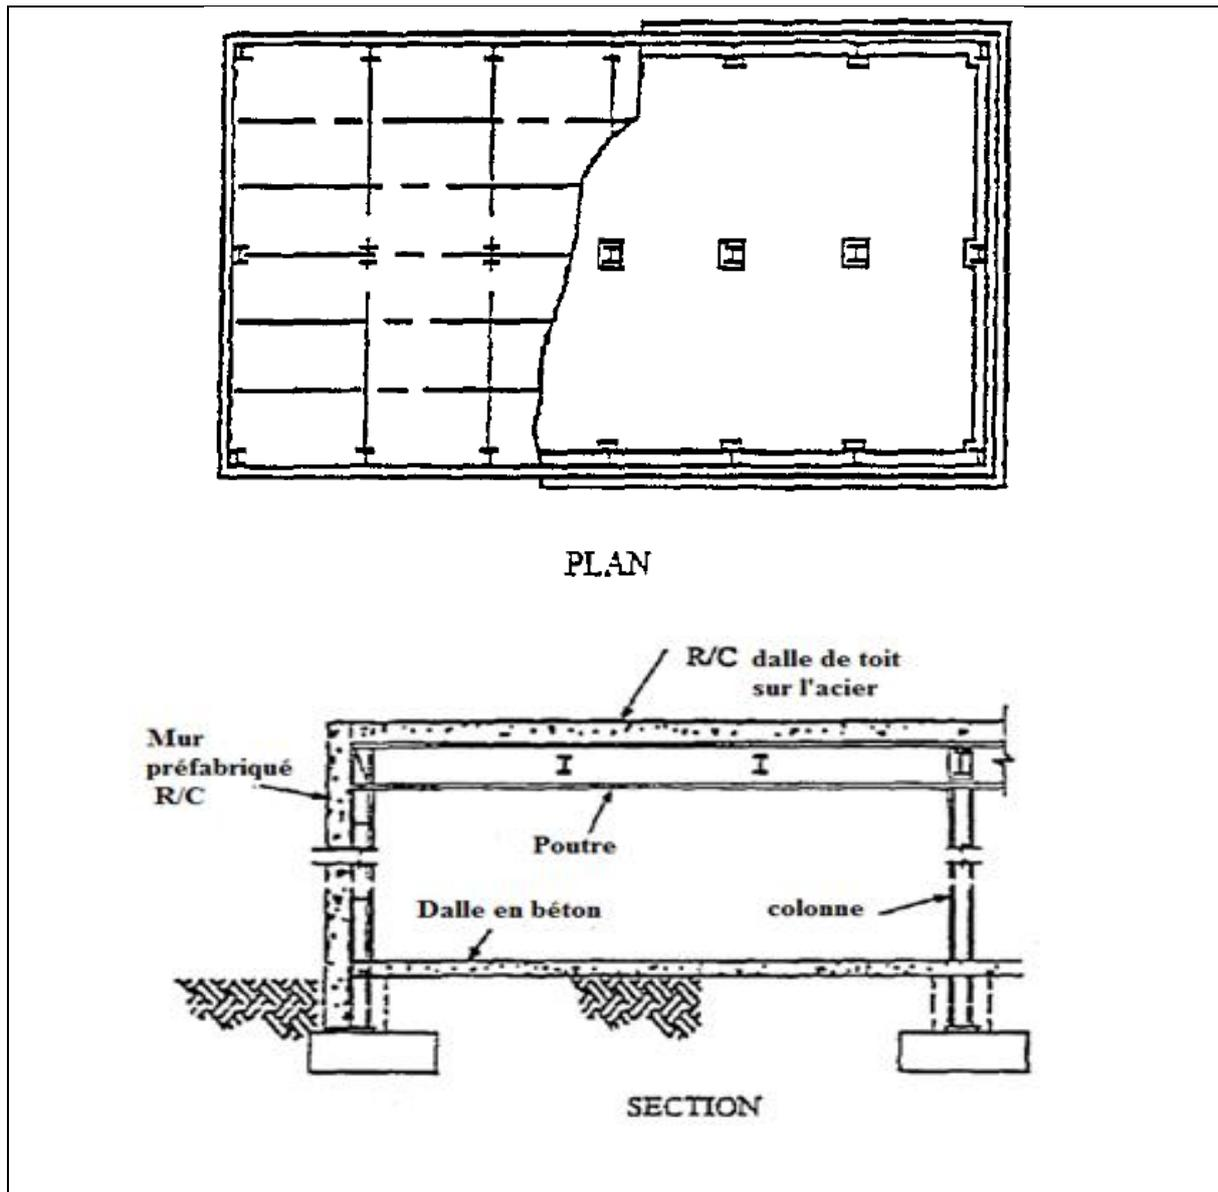 PLAN
R/C dalle de toit
sur l'acier
Mur
préfabriqué
R/C
Poutre
Dalle en béton
colonne
SECTION